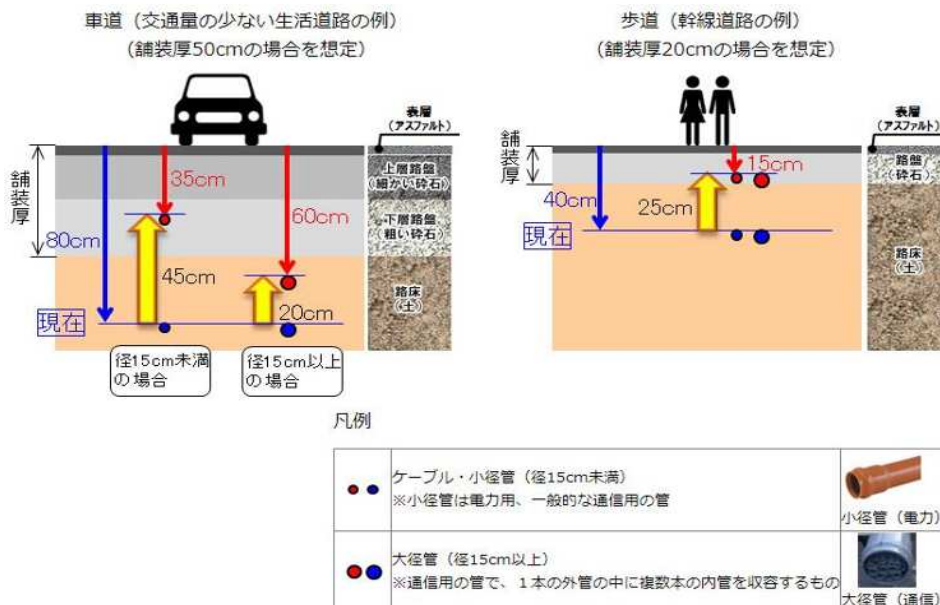 車道（交通量の少ない生活道路の例）
（舗装厚50cmの場合を想定）
歩道（幹線道路の例）
（舗装厚20cmの場合を想定）
表層
（アスファルト）
舗装厚
35cm
60cm
80cm
45cm
20cm
現在
径15cm未満
の場合
径15cm以上
の場合
上層路盤
（細かい砕石）
下層路盤
（粗い砕石）
路床
（土）
表層
（アスファルト）
舗装厚
15cm
40cm
25cm
現在
路盤
（砕石）
路床
（土）
凡例
ケーブル・小径管（径15cm未満）
※小径管は電力用、一般的な通信用の管
小径管（電力）
大径管（径15cm以上）
※通信用の管で、１本の外管の中に複数本の内管を収容するもの
大径管（通信）